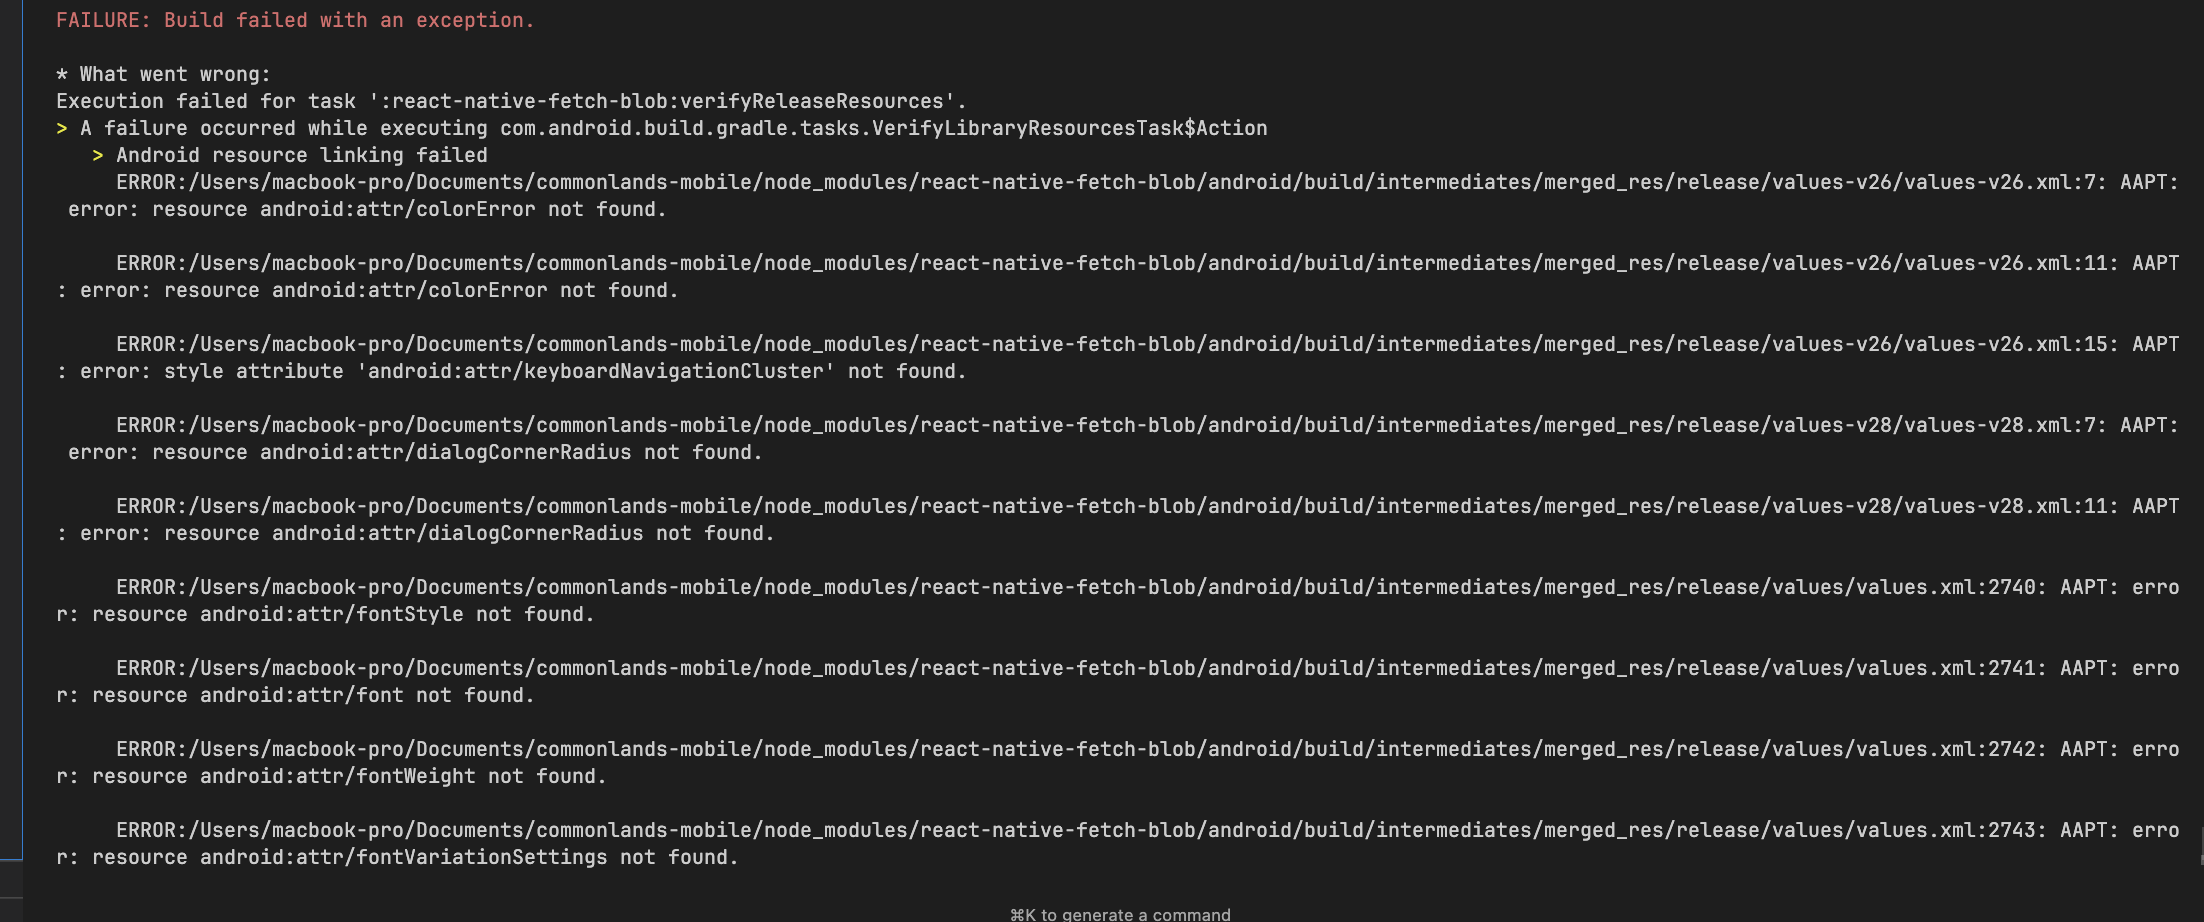 FAILURE: Build failed with an exception.
* What went wrong:
Execution failed for task ':react-native-fetch-blob:verifyReleaseResources'.
> A failure occurred while executing com.android.build.gradle.tasks.VerifyLibraryResourcesTask$Action
> Android resource linking failed
ERROR:/Users/macbook-pro/Documents/commonlands-mobile/node_modules/react-native-fetch-blob/android/build/intermediates/merged_res/release/values-v26/values-v26.xml:7: AAPT:
error: resource android:attr/colorError not found.
ERROR:/Users/macbook-pro/Documents/commonlands-mobile/node_modules/react-native-fetch-blob/android/build/intermediates/merged_res/release/values-v26/values-v26.xml:11: AAPT
: error: resource android:attr/colorError not found.
ERROR:/Users/macbook-pro/Documents/commonlands-mobile/node_modules/react-native-fetch-blob/android/build/intermediates/merged_res/release/values-v26/values-v26.xml:15: AAPT
: error: style attribute 'android:attr/keyboardNavigationCluster' not found.
ERROR:/Users/macbook-pro/Documents/commonlands-mobile/node_modules/react-native-fetch-blob/android/build/intermediates/merged_res/release/values-v28/values-v28.xml:7: AAPT:
error: resource android:attr/dialogCornerRadius not found.
ERROR:/Users/macbook-pro/Documents/commonlands-mobile/node_modules/react-native-fetch-blob/android/build/intermediates/merged_res/release/values-v28/values-v28.xml:11: AAPT
: error: resource android:attr/dialogCornerRadius not found.
ERROR:/Users/macbook-pro/Documents/commonlands-mobile/node_modules/react-native-fetch-blob/android/build/intermediates/merged_res/release/values/values.xml:2740: AAPT: erro
r: resource android:attr/fontStyle not found.
ERROR:/Users/macbook-pro/Documents/commonlands-mobile/node_modules/react-native-fetch-blob/android/build/intermediates/merged_res/release/values/values.xml:2741: AAPT: erro
r: resource android:attr/font not found.
ERROR:/Users/macbook-pro/Documents/commonlands-mobile/node_modules/react-native-fetch-blob/android/build/intermediates/merged_res/release/values/values.xml:2742: AAPT: erro
r: resource android:attr/fontWeight not found.
ERROR:/Users/macbook-pro/Documents/commonlands-mobile/node_modules/react-native-fetch-blob/android/build/intermediates/merged_res/release/values/values.xml:2743: AAPT: erro
r: resource android:attr/fontVariationSettings not found.
⌘K to generate a command